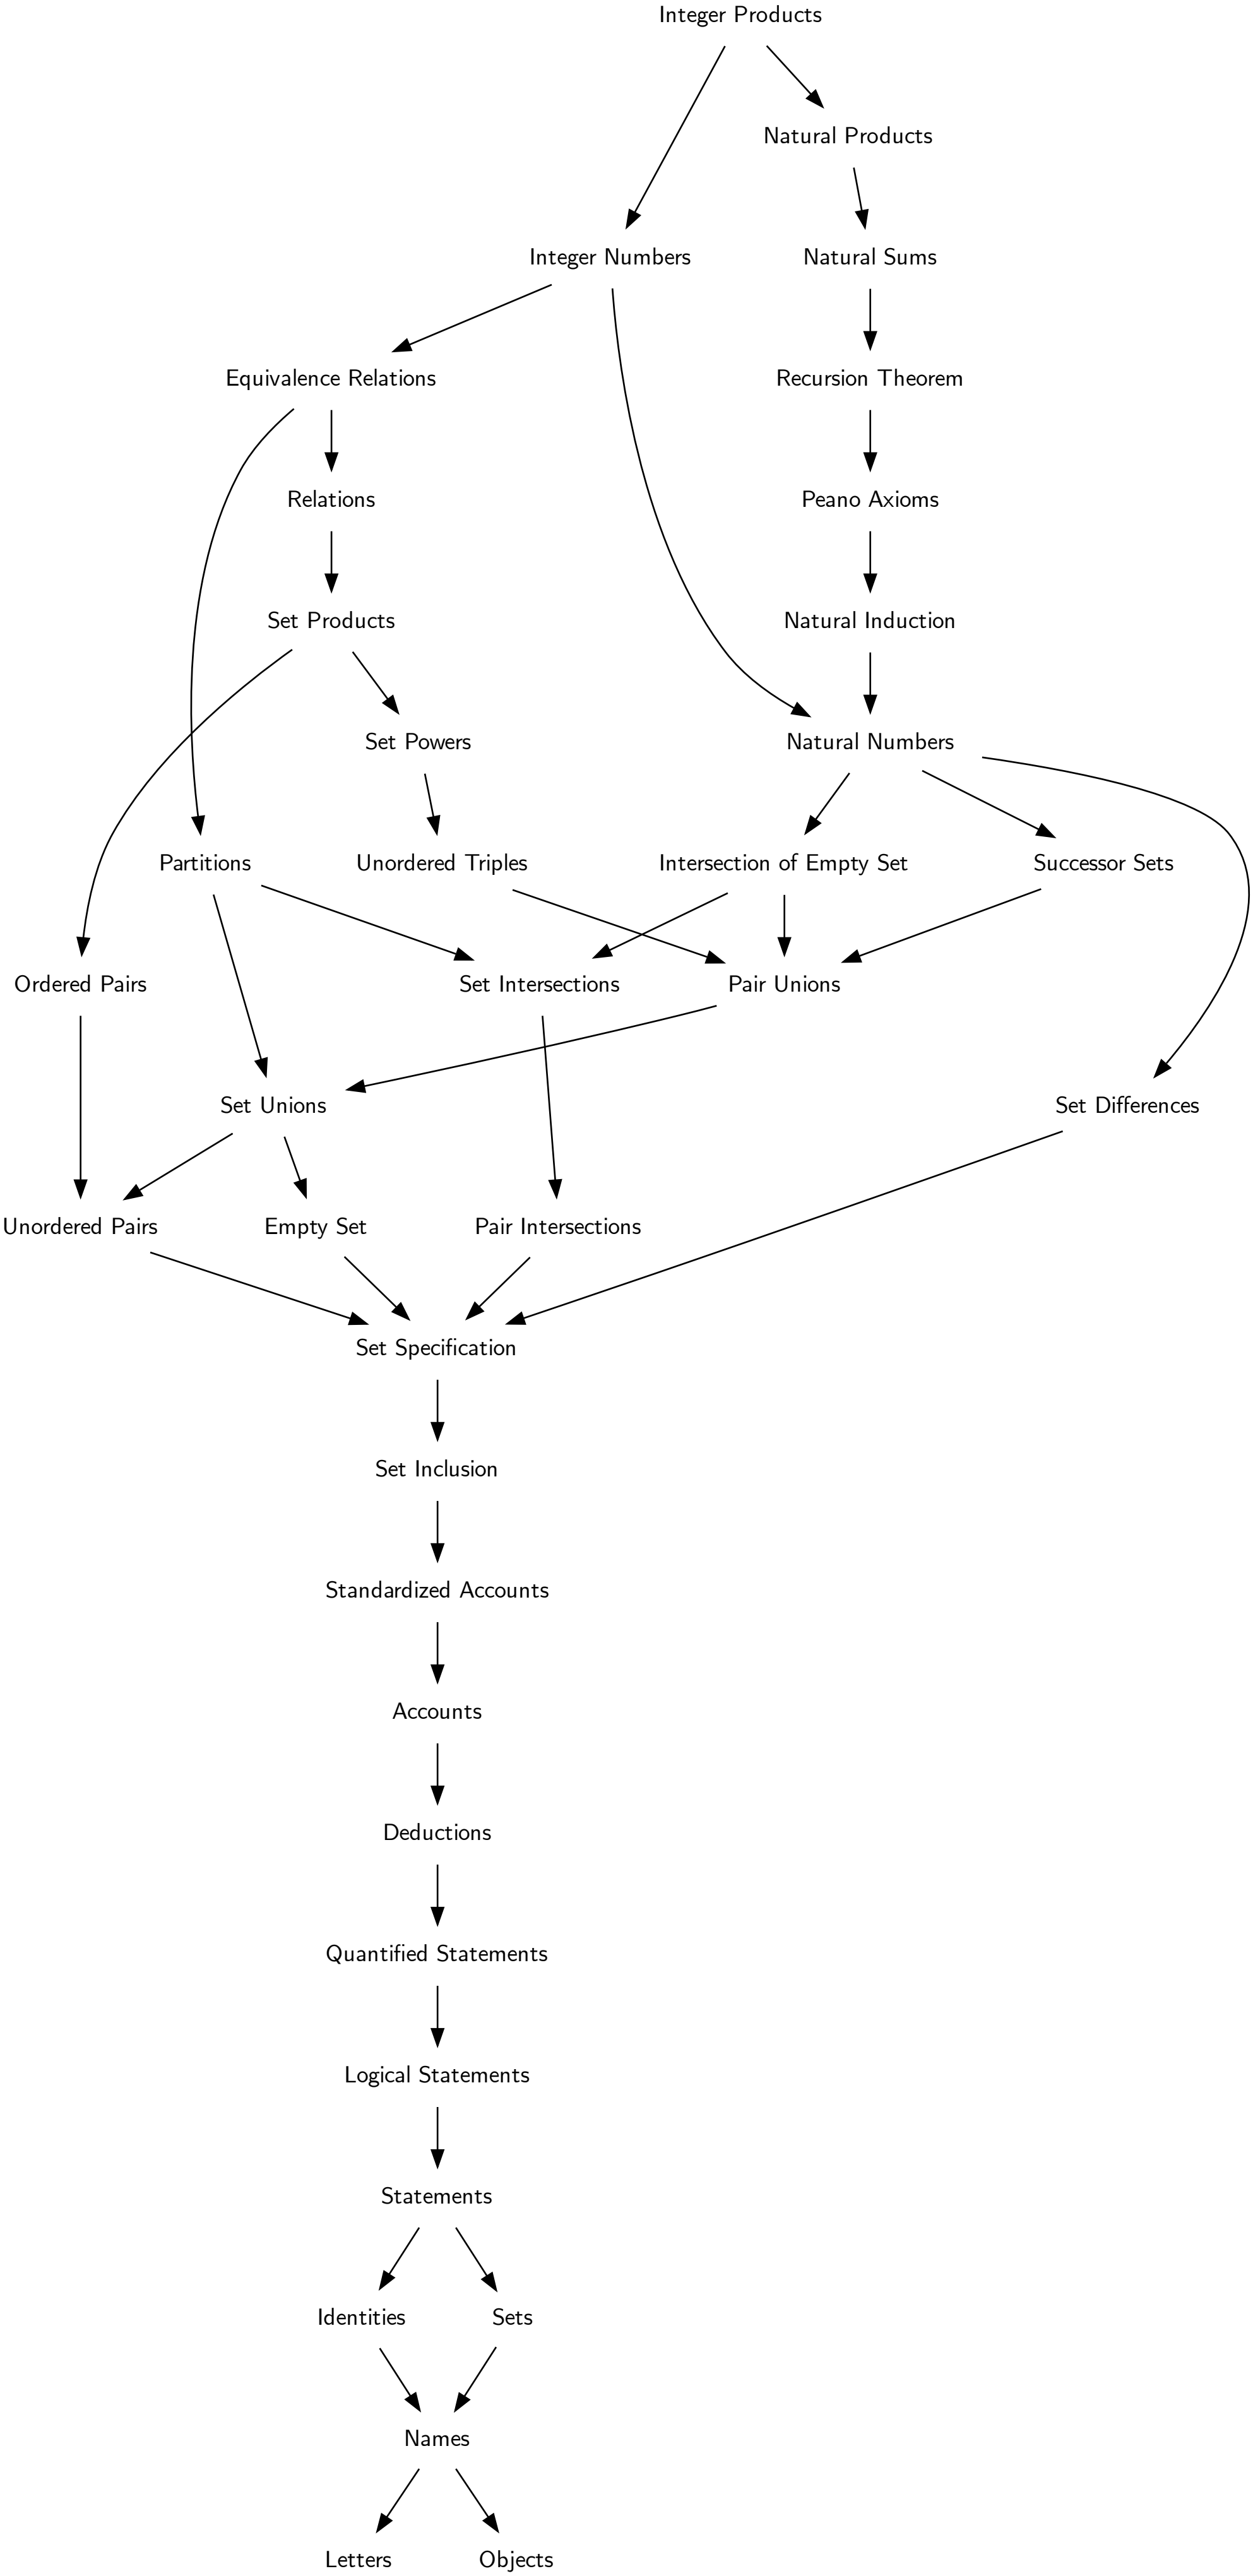 Integer Products
Natural Products
Integer Numbers
Natural Sums
Equivalence Relations
Recursion Theorem
Relations
Peano Axioms
Set Products
Natural Induction
Set Powers
Natural Numbers
Partitions
Unordered Triples
Intersection of Empty Set
Successor Sets
Ordered Pairs
Set Intersections
Pair Unions
Set Unions
Set Differences
Unordered Pairs
Empty Set
Pair Intersections
Set Specification
Set Inclusion
Standardized Accounts
Accounts
Deductions
Quantified Statements
Logical Statements
Statements
Identities
Sets
Names
Letters
Objects